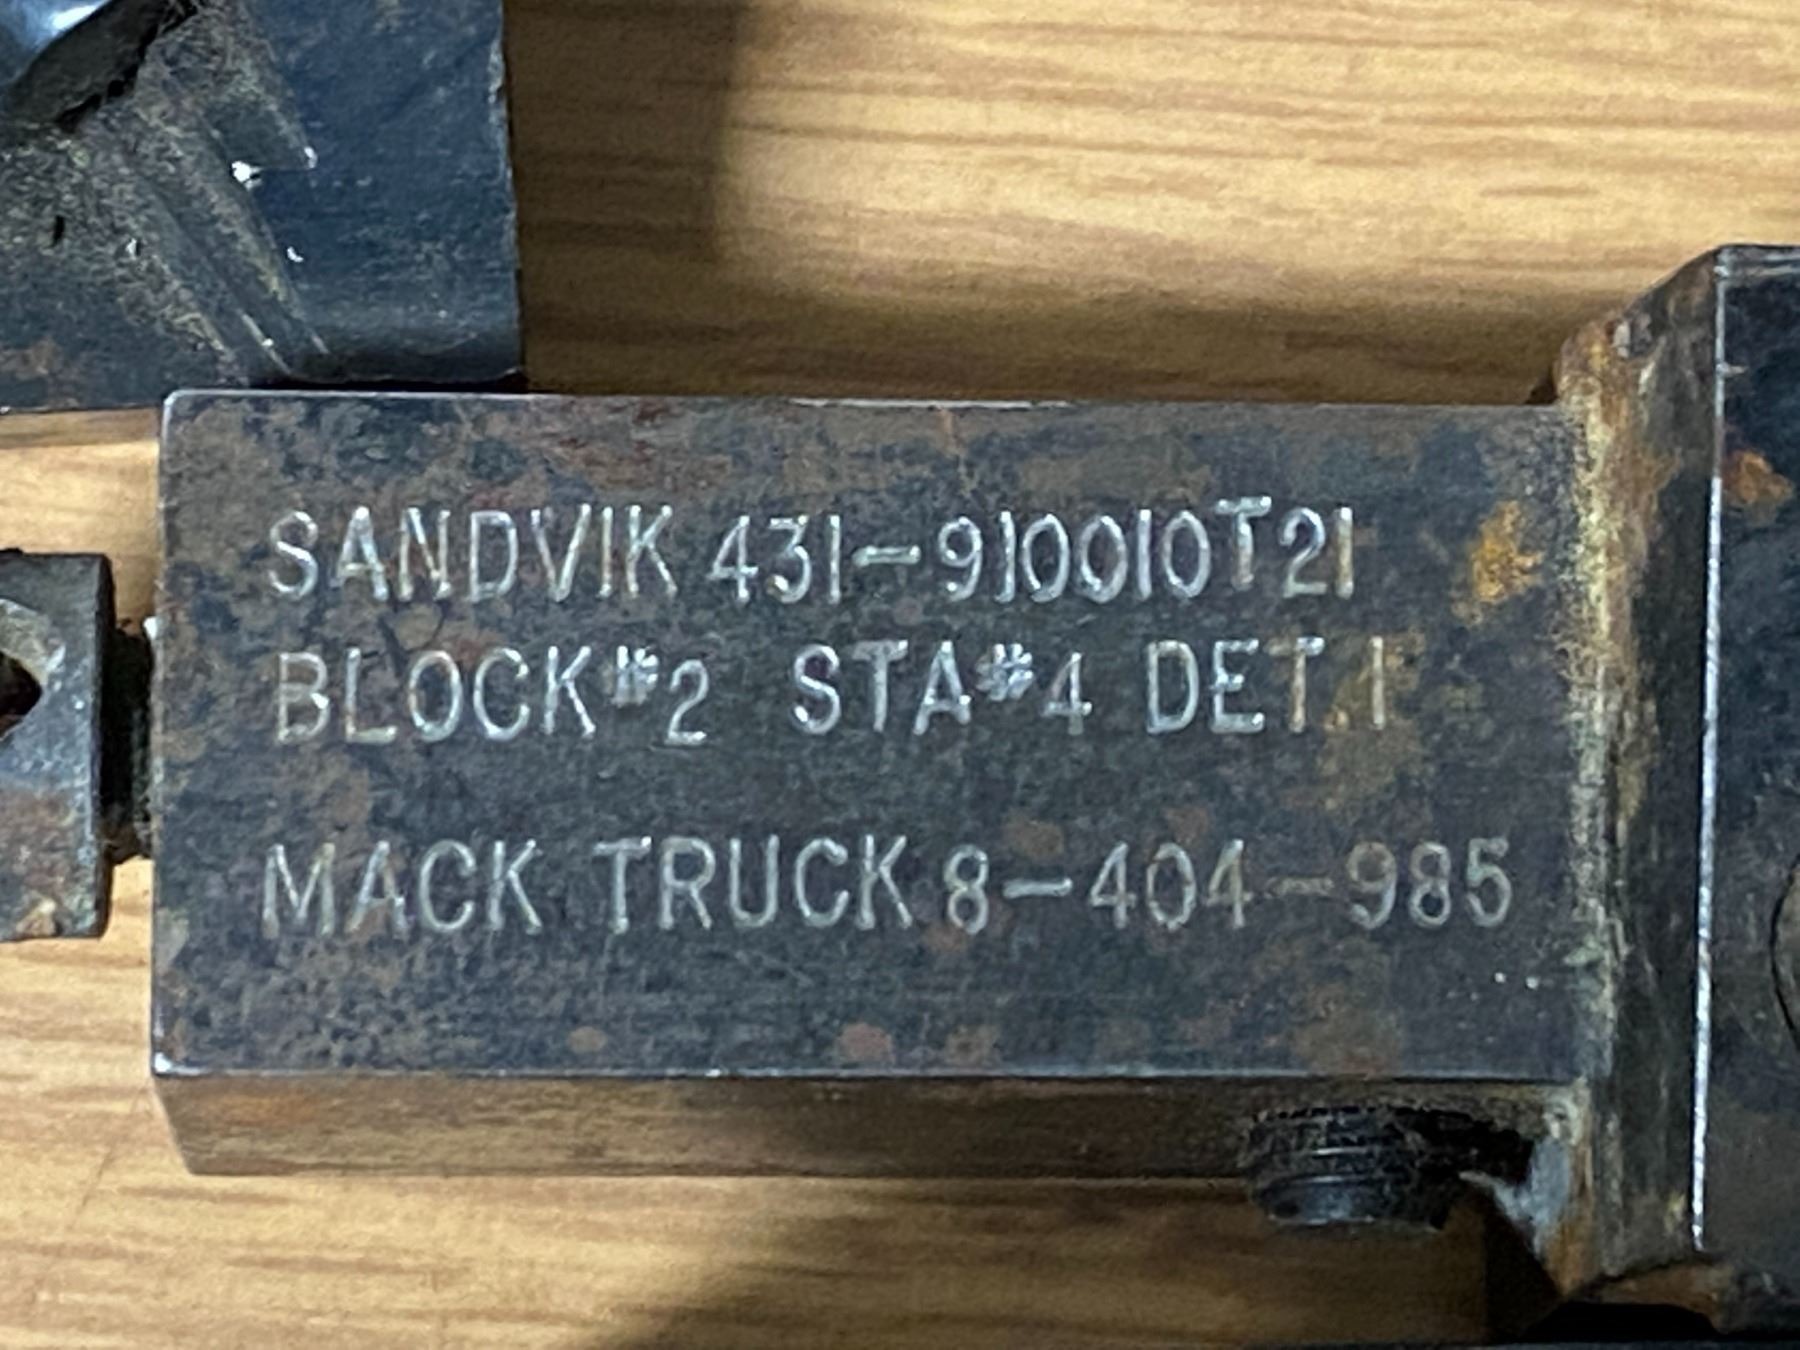 SANDVIK 431-910010T21
BLOCK#2 STA#4 DET 1
MACK TRUCK 8-404-985